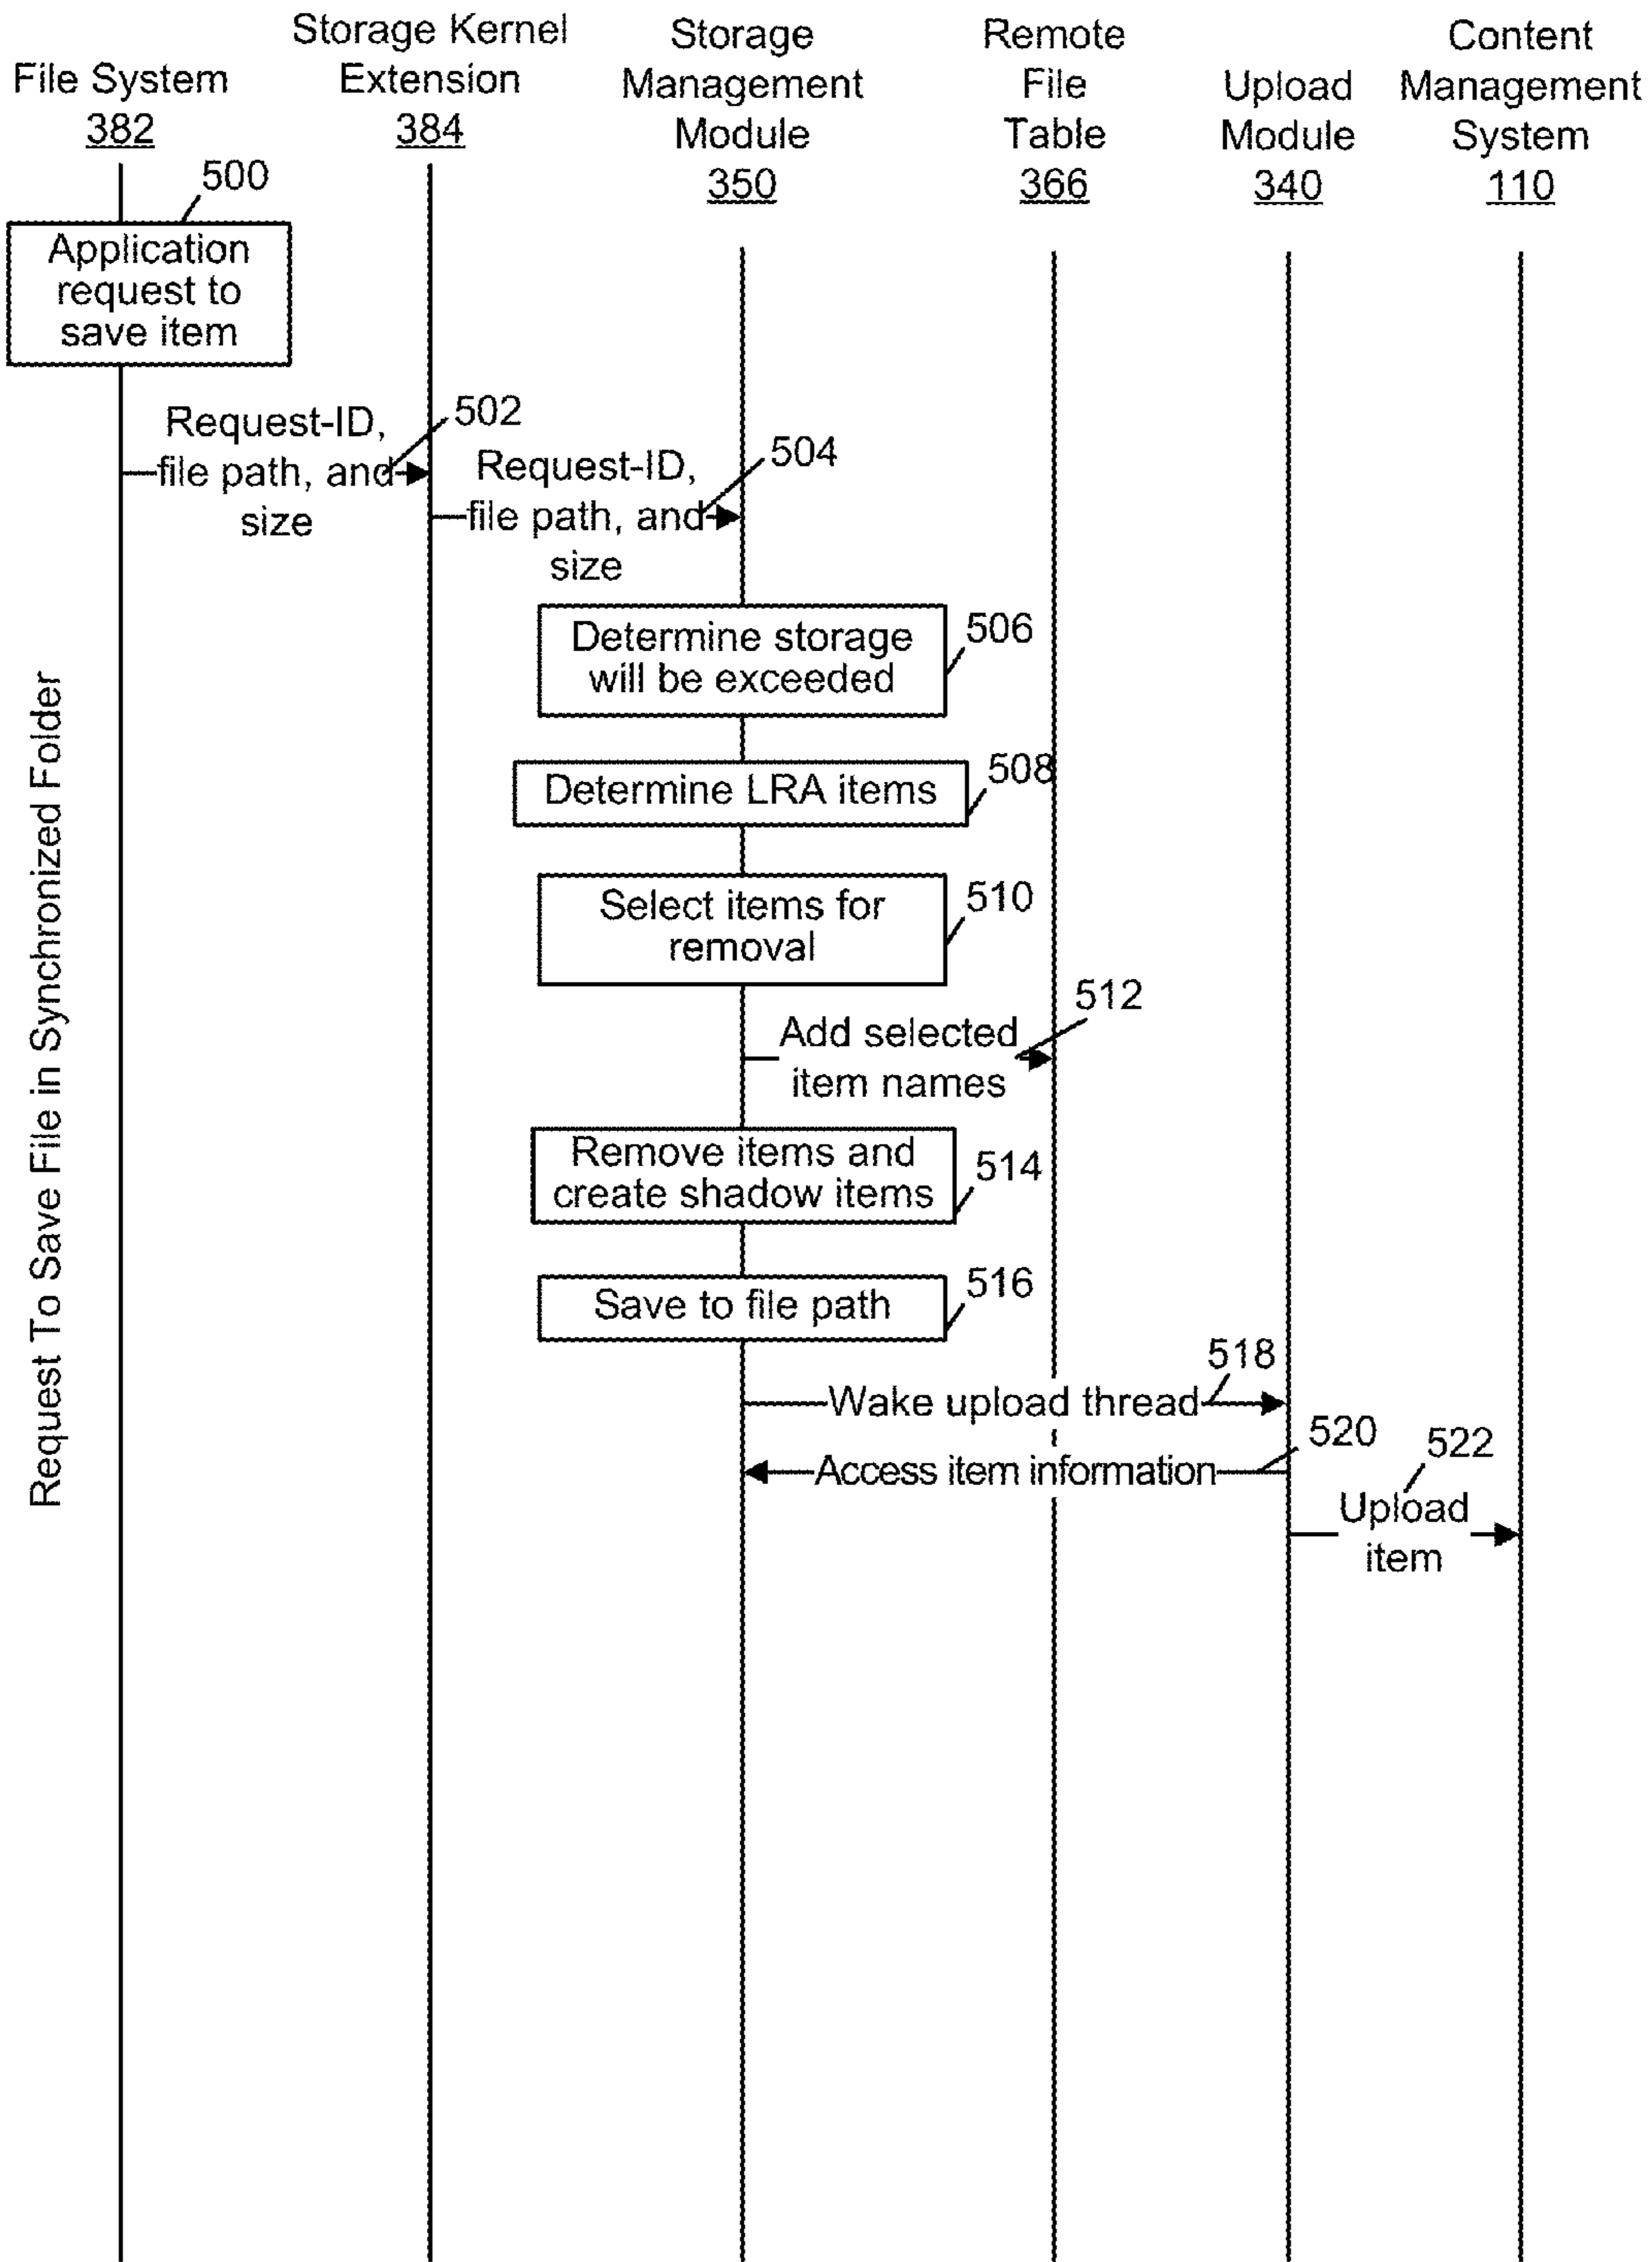 File System
382
Storage Kernel
Extension
384
Storage
Management
Module
350
Remote
File
Table
366
Upload
Module
340
Content
Management
System
110
500
Application
request to
save item
Request-ID,
file path, and
size
502
Request-ID,
file path, and
size
504
Determine storage
will be exceeded
506
Determine LRA items
508
Select items for
removal
510
Add selected
item names
512
Remove items and
create shadow items
514
Save to file path
516
Wake upload thread
518
Access item information
520
Upload
item
522
Request To Save File in Synchronized Folder